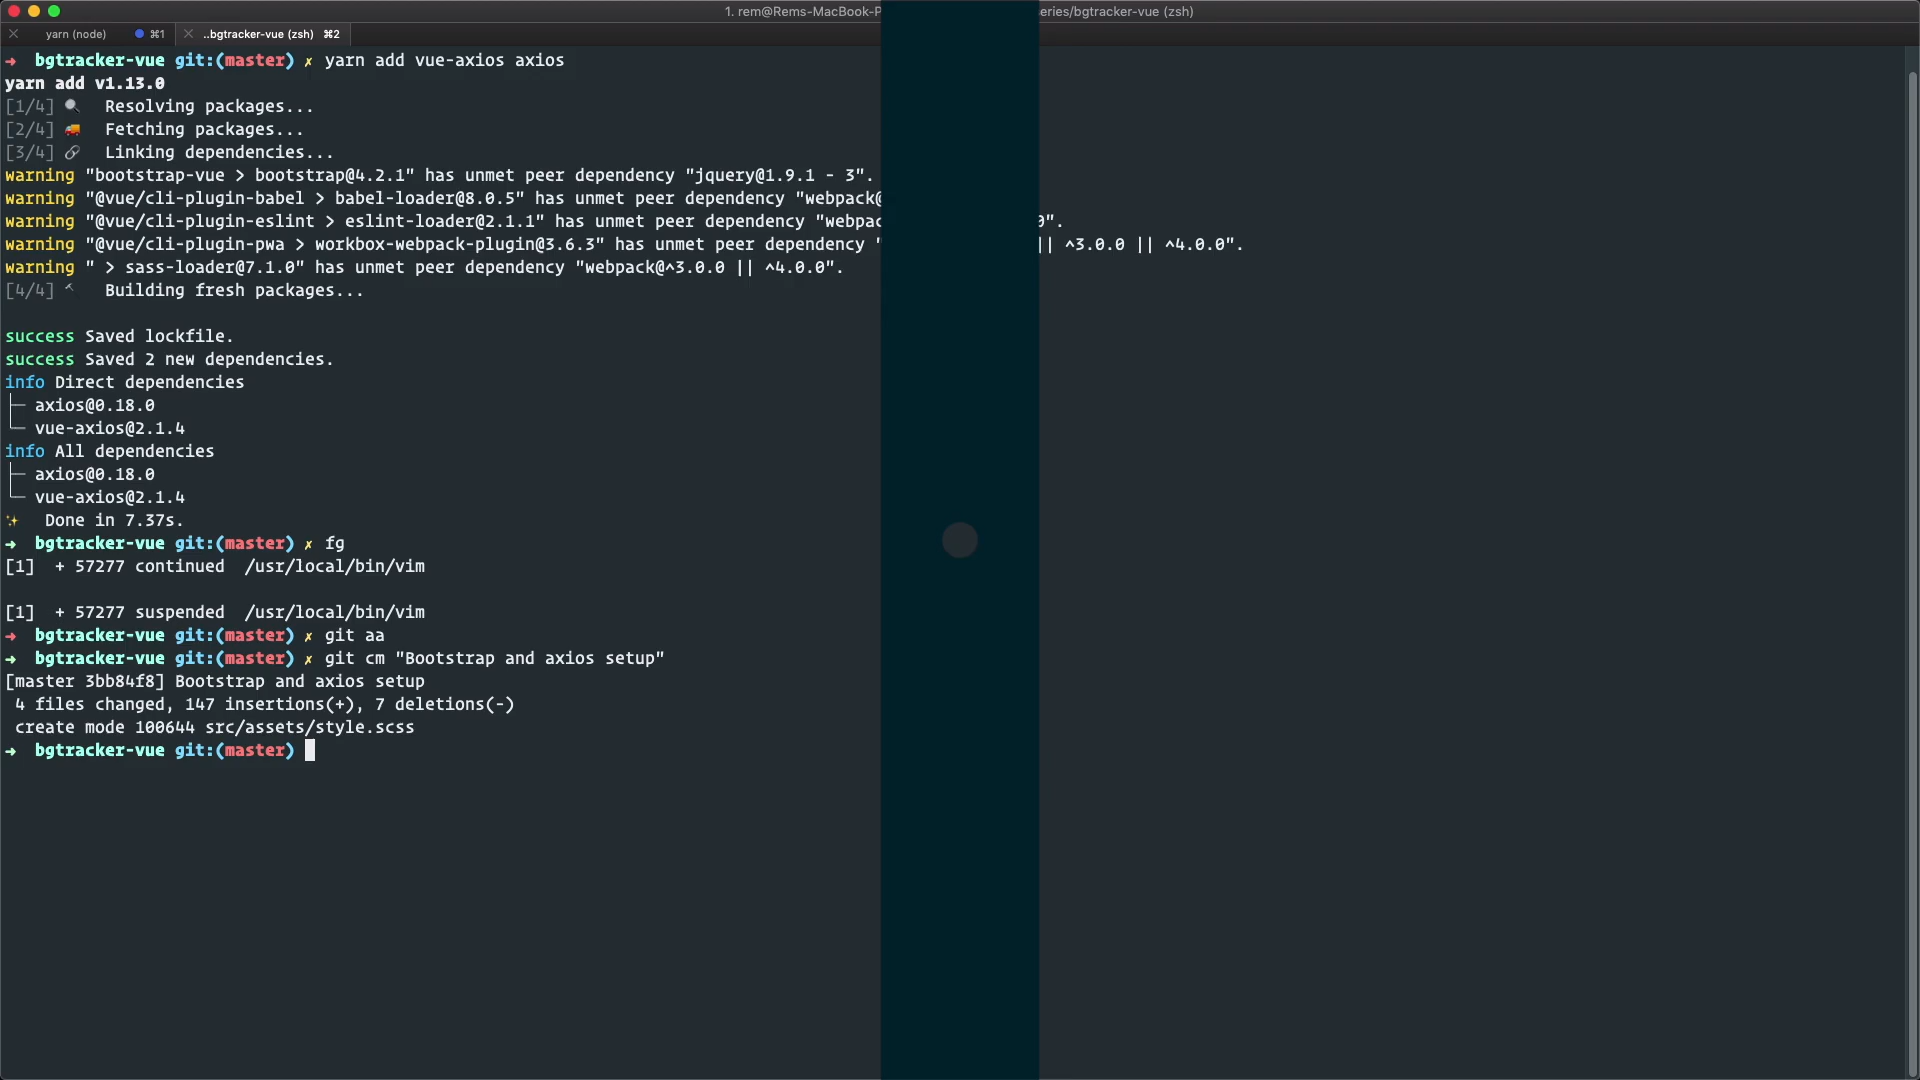 1. rem@Rems-MacBook-P eries/bgtracker-vue (zsh)
yarn (node) ⌘1 ..bgtracker-vue (zsh) ⌘2
→ bgtracker-vue git:(master) ✗ yarn add vue-axios axios
yarn add v1.13.0
[1/4] 🔍 Resolving packages...
[2/4] 🚚 Fetching packages...
[3/4] 🔗 Linking dependencies...
warning "bootstrap-vue > bootstrap@4.2.1" has unmet peer dependency "jquery@1.9.1 - 3".
warning "@vue/cli-plugin-babel > babel-loader@8.0.5" has unmet peer dependency "webpack@
warning "@vue/cli-plugin-eslint > eslint-loader@2.1.1" has unmet peer dependency "webpac 0".
warning "@vue/cli-plugin-pwa > workbox-webpack-plugin@3.6.3" has unmet peer dependency " || ^3.0.0 || ^4.0.0".
warning " > sass-loader@7.1.0" has unmet peer dependency "webpack@^3.0.0 || ^4.0.0".
[4/4] 🔨 Building fresh packages...
success Saved lockfile.
success Saved 2 new dependencies.
info Direct dependencies
├─ axios@0.18.0
└─ vue-axios@2.1.4
info All dependencies
├─ axios@0.18.0
└─ vue-axios@2.1.4
✨ Done in 7.37s.
→ bgtracker-vue git:(master) ✗ fg
[1] + 57277 continued /usr/local/bin/vim
[1] + 57277 suspended /usr/local/bin/vim
→ bgtracker-vue git:(master) ✗ git aa
→ bgtracker-vue git:(master) ✗ git cm "Bootstrap and axios setup"
[master 3bb84f8] Bootstrap and axios setup
4 files changed, 147 insertions(+), 7 deletions(-)
create mode 100644 src/assets/style.scss
→ bgtracker-vue git:(master)